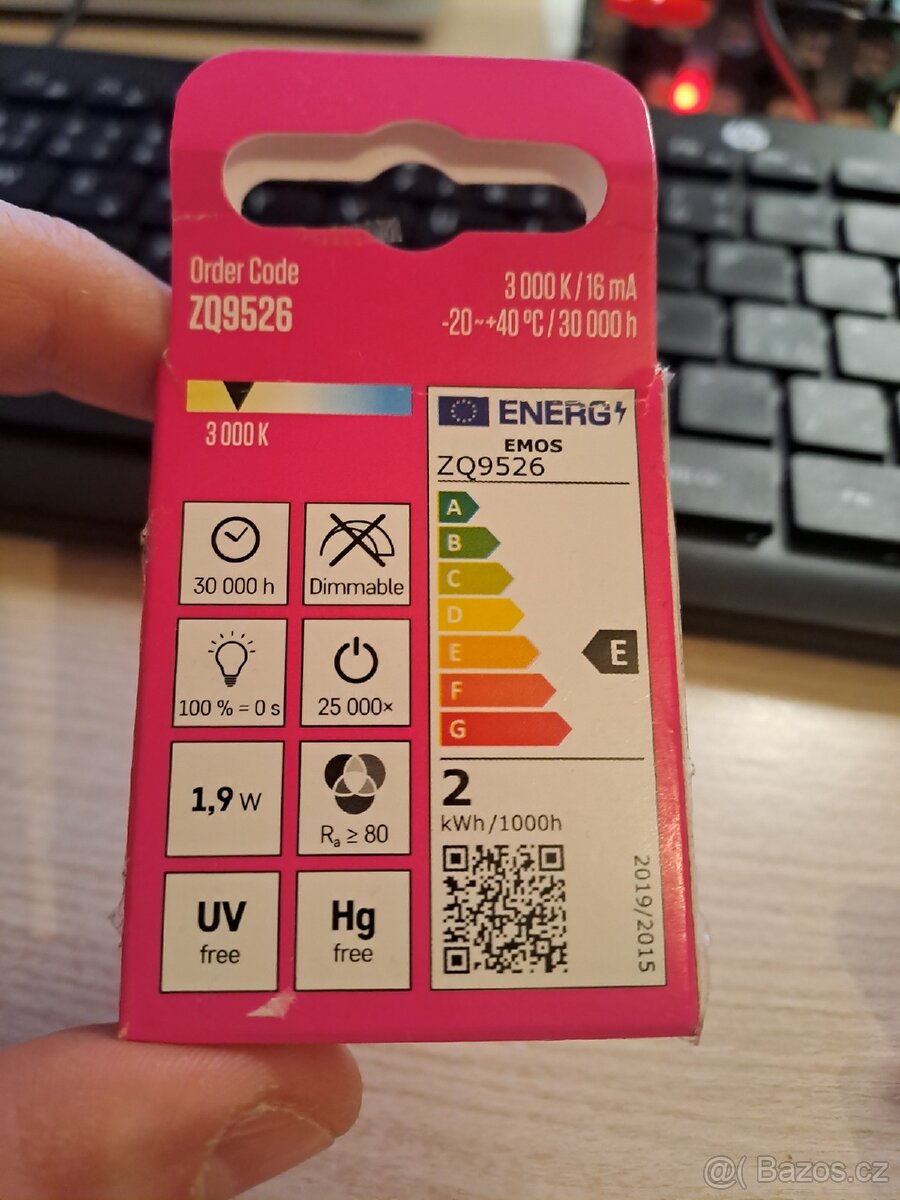 Order Code
ZQ9526
3 000 K / 16 mA
-20~+40 ºC / 30 000 h
3 000 K
ENERG
EMOS
ZQ9526
A
B
C
D
E
F
G
E
2
kWh/1000h
2019/2015
30 000 h
Dimmable
100 % = 0 s
25 000×
1,9 W
Ra ≥ 80
UV
free
Hg
free
@( Bazos.cz